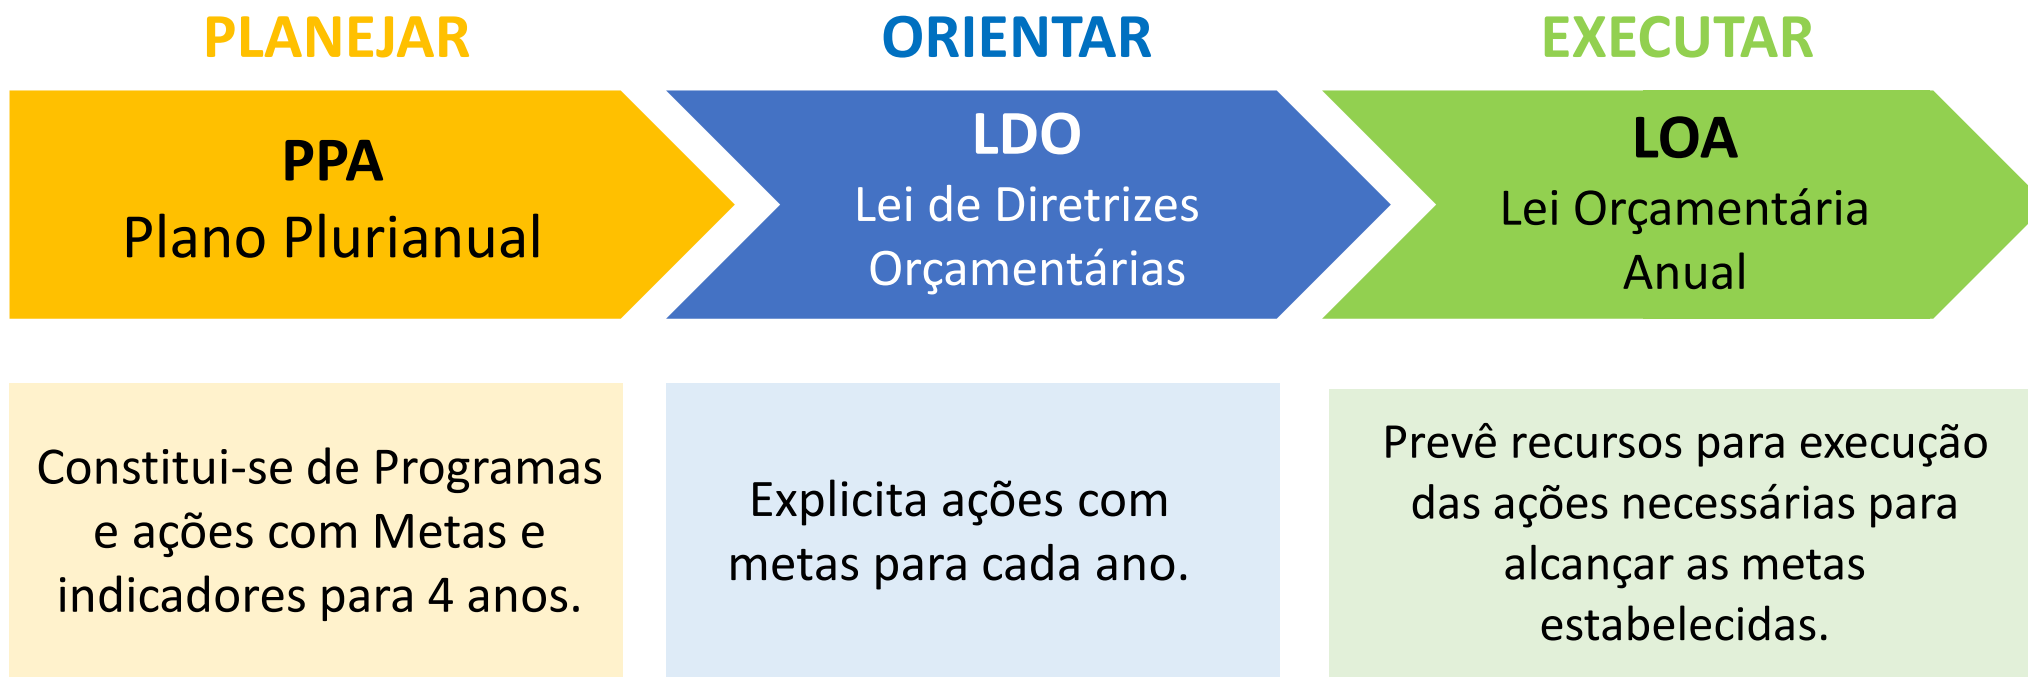 PLANEJAR
ORIENTAR
EXECUTAR
PPA
Plano Plurianual
LDO
Lei de Diretrizes
Orçamentárias
LOA
Lei Orçamentária
Anual
Constitui-se de Programas
e ações com Metas e
indicadores para 4 anos.
Explicita ações com
metas para cada ano.
Prevê recursos para execução
das ações necessárias para
alcançar as metas
estabelecidas.